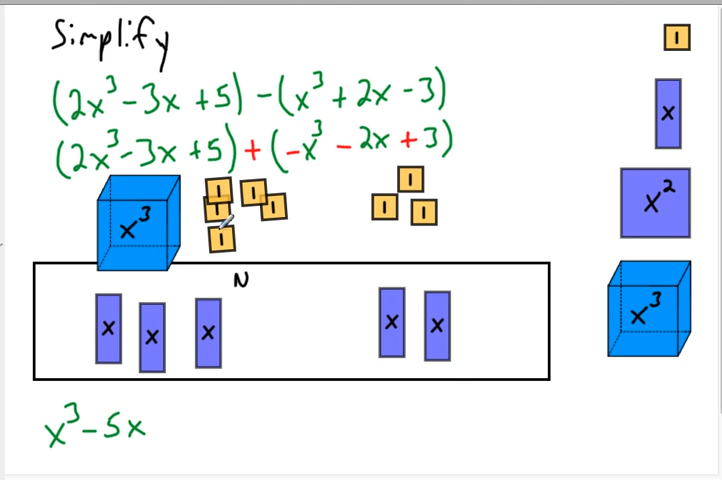 Simplify
(2x³ - 3x + 5) - (x³ + 2x - 3)
(2x³ - 3x + 5) + (-x³ - 2x + 3)
x³
1
1
1
1
1
1
1
1
N
x
x
x
x
x
x³ - 5x
1
x
x²
x³